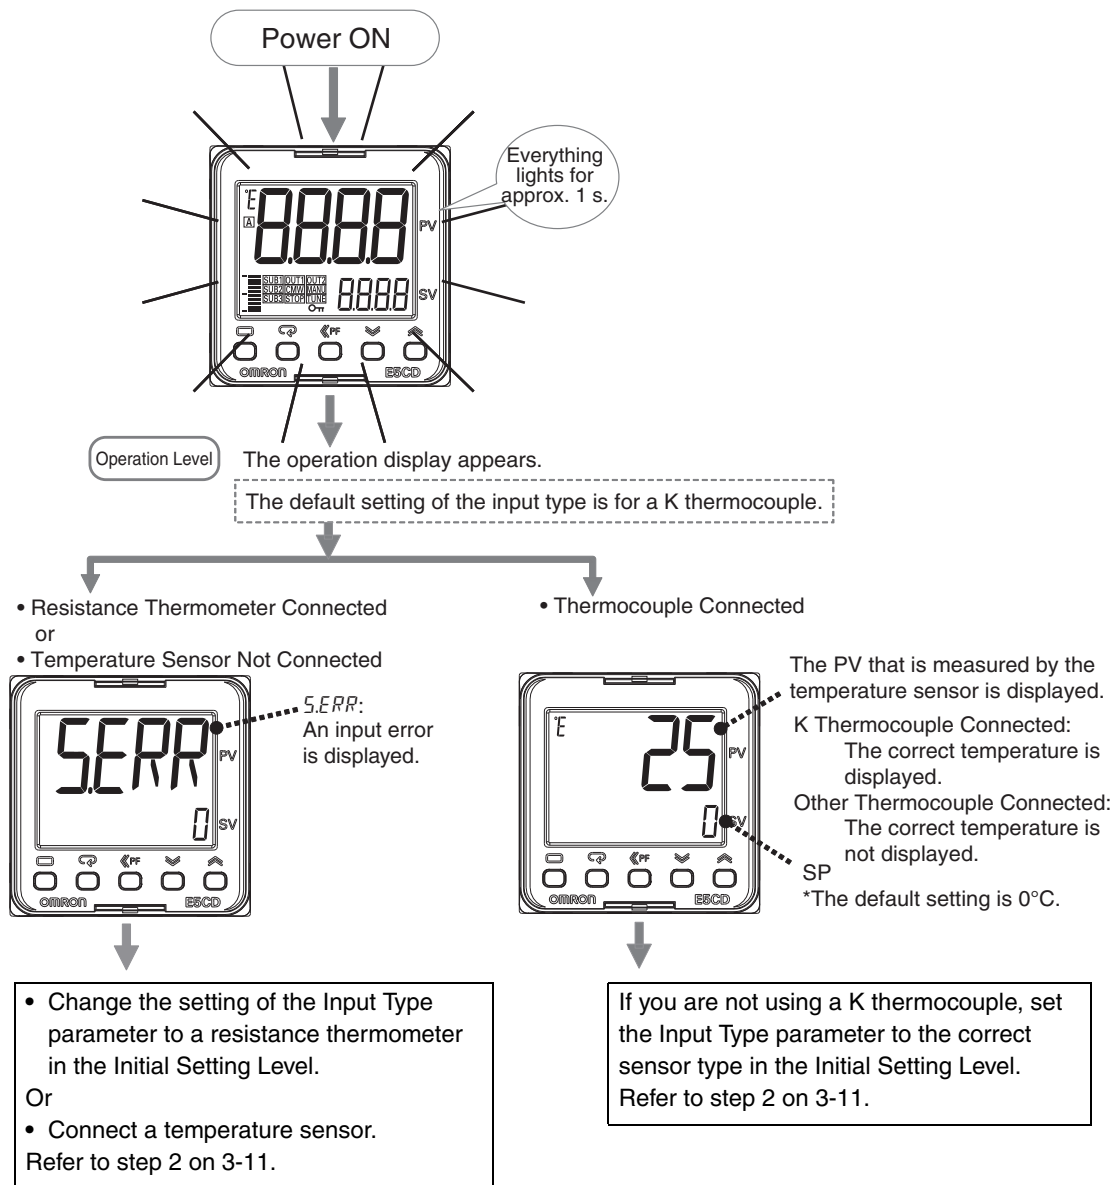 Power ON
Everything
lights for
approx. 1 s.
°E
A
8.8.8.8
PV
SUB1 OUT1 OUT2
SUB2 CMW MANU
SUB3 STOP TUNE
8.8.8.8
SV
PF
OMRON
E5CD
Operation Level
The operation display appears.
The default setting of the input type is for a K thermocouple.
• Resistance Thermometer Connected
or
• Temperature Sensor Not Connected
S.ERR
PV
0
SV
PF
OMRON
E5CD
S.ERR:
An input error
is displayed.
• Thermocouple Connected
°E
25
PV
0
SV
PF
OMRON
E5CD
The PV that is measured by the
temperature sensor is displayed.
K Thermocouple Connected:
The correct temperature is
displayed.
Other Thermocouple Connected:
The correct temperature is
not displayed.
SP
*The default setting is 0°C.
• Change the setting of the Input Type
parameter to a resistance thermometer
in the Initial Setting Level.
Or
• Connect a temperature sensor.
Refer to step 2 on 3-11.
If you are not using a K thermocouple, set
the Input Type parameter to the correct
sensor type in the Initial Setting Level.
Refer to step 2 on 3-11.